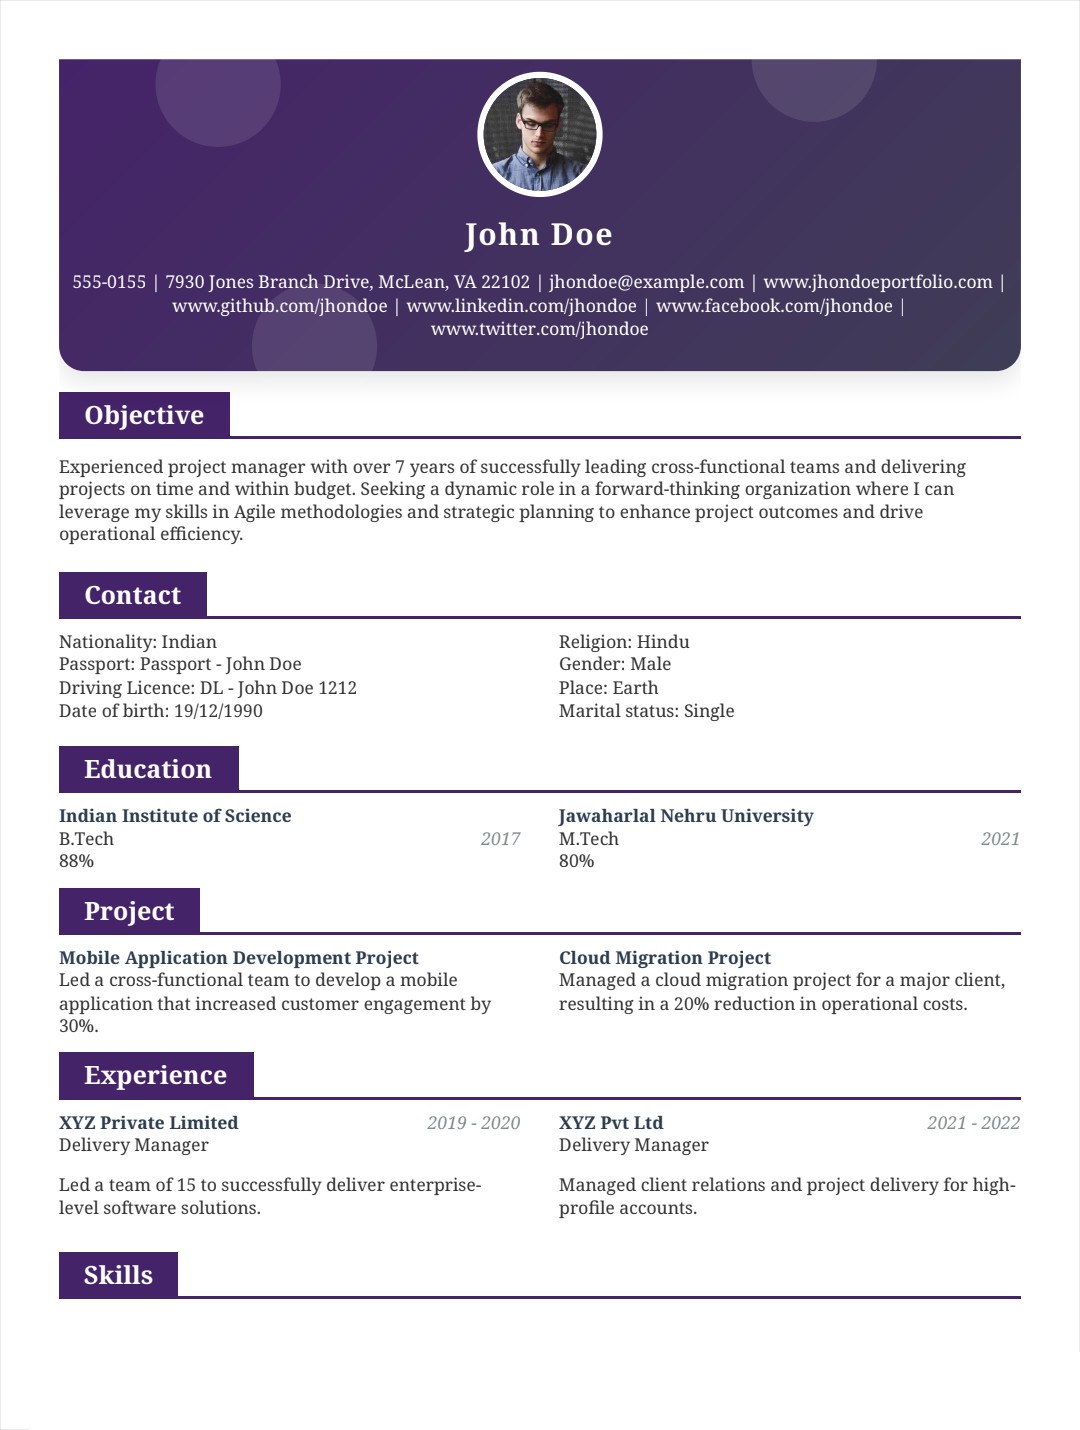 John Doe
555-0155 | 7930 Jones Branch Drive, McLean, VA 22102 | jhondoe@example.com | www.jhondoeportfolio.com |
www.github.com/jhondoe | www.linkedin.com/jhondoe | www.facebook.com/jhondoe |
www.twitter.com/jhondoe
Objective
Experienced project manager with over 7 years of successfully leading cross-functional teams and delivering
projects on time and within budget. Seeking a dynamic role in a forward-thinking organization where I can
leverage my skills in Agile methodologies and strategic planning to enhance project outcomes and drive
operational efficiency.
Contact
Nationality: Indian
Passport: Passport - John Doe
Driving Licence: DL - John Doe 1212
Date of birth: 19/12/1990
Religion: Hindu
Gender: Male
Place: Earth
Marital status: Single
Education
Indian Institute of Science
B.Tech 2017
88%
Jawaharlal Nehru University
M.Tech 2021
80%
Project
Mobile Application Development Project
Led a cross-functional team to develop a mobile
application that increased customer engagement by
30%.
Cloud Migration Project
Managed a cloud migration project for a major client,
resulting in a 20% reduction in operational costs.
Experience
XYZ Private Limited 2019 - 2020
Delivery Manager
Led a team of 15 to successfully deliver enterprise-
level software solutions.
XYZ Pvt Ltd 2021 - 2022
Delivery Manager
Managed client relations and project delivery for high-
profile accounts.
Skills